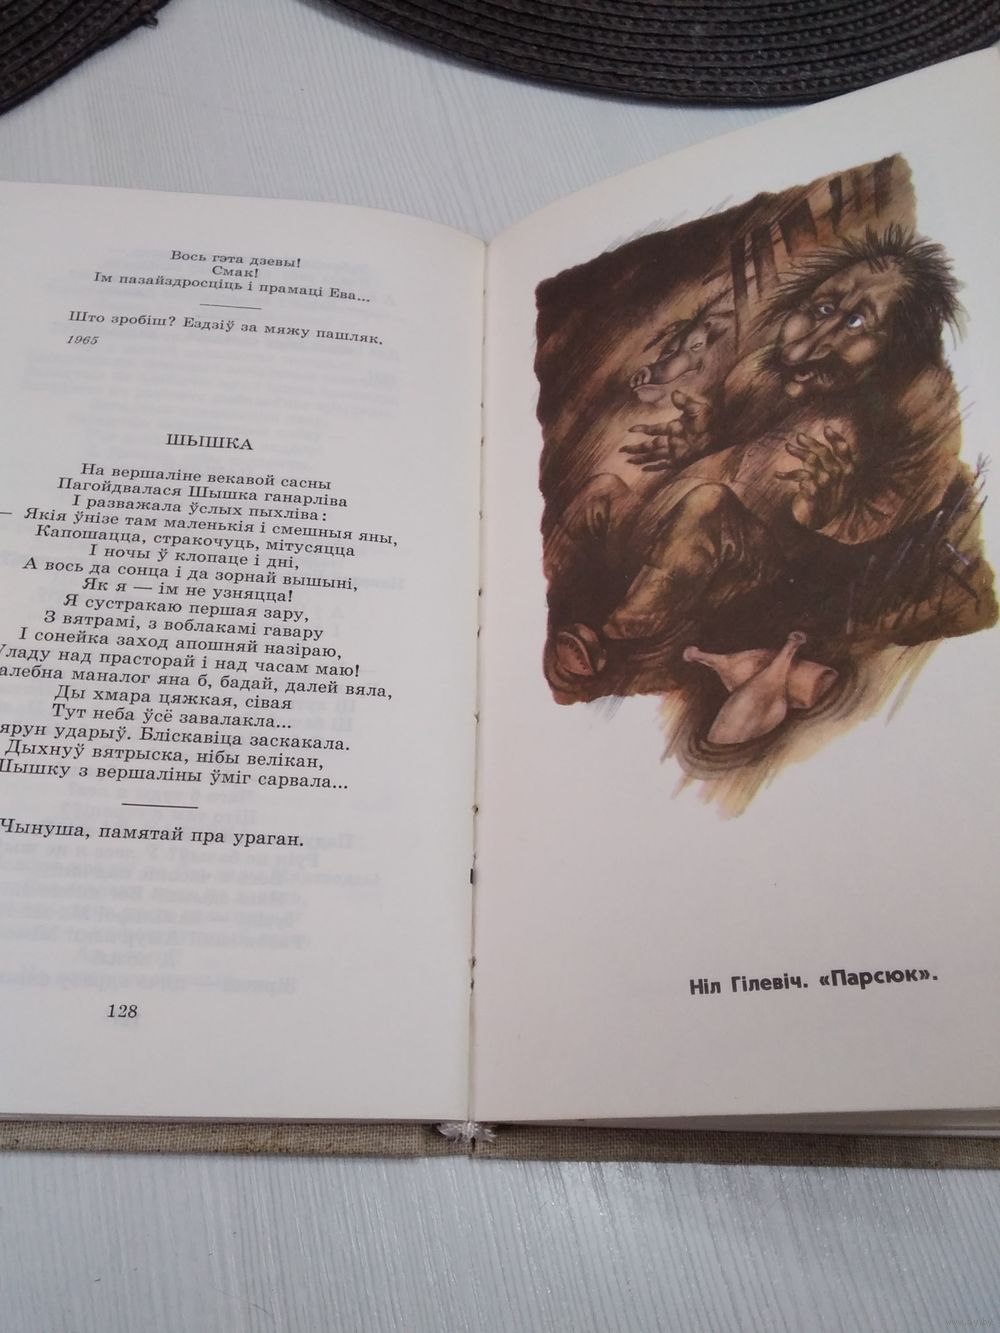 Вось гэта дзевы!
Смак!
Ім пазайздросціць і прамаці Ева...
Што зробіш? Ездзіў за мяжу пашляк.
1965
ШЫШКА
На вершаліне векавой сасны
Пагойдвалася Шышка ганарліва
І разважала ўслых пыхліва:
— Якія ўнізе там маленькія і смешныя яны,
Капошацца, стракочуць, мітусяцца
І ночы ў клопаце і дні,
А вось да сонца і да зорнай вышыні,
Як я — ім не узняцца!
Я сустракаю першая зару,
З вятрамі, з воблакамі гавару
І сонейка заход апошняй назіраю,
Уладу над прасторай і над часам маю!
алебна маналог яна б, бадай, далей вяла,
Ды хмара цяжкая, сівая
Тут неба ўсё завалакла...
ярун ударыў. Бліскавіца заскакала.
Дыхнуў вятрыска, нібы велікан,
Шышку з вершаліны ўміг сарвала...
Чынуша, памятай пра ураган.
128
Ніл Гілевіч. «Парсюк».